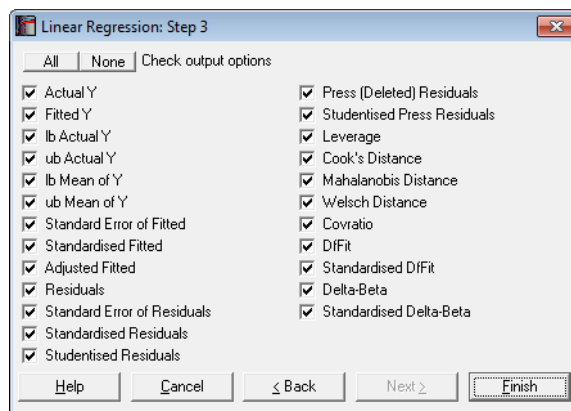 Linear Regression: Step 3
All None Check output options
Actual Y
Fitted Y
lb Actual Y
ub Actual Y
lb Mean of Y
ub Mean of Y
Standard Error of Fitted
Standardised Fitted
Adjusted Fitted
Residuals
Standard Error of Residuals
Standardised Residuals
Studentised Residuals
Press (Deleted) Residuals
Studentised Press Residuals
Leverage
Cook's Distance
Mahalanobis Distance
Welsch Distance
Covratio
DfFit
Standardised DfFit
Delta-Beta
Standardised Delta-Beta
Help Cancel < Back Next > Finish